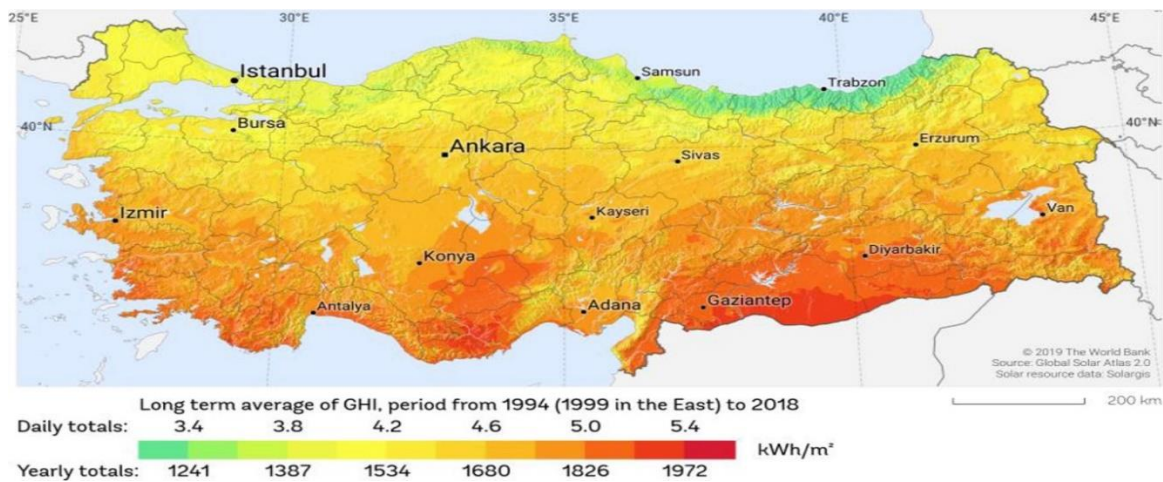 25°E 30°E 35°E 40°E 45°E
Istanbul
Samsun
Trabzon
40°N
Bursa
40°N
Ankara
Erzurum
Sivas
Izmir
Kayseri
Van
Konya
Diyarbakir
Antalya
Adana
Gaziantep
© 2019 The World Bank
Source: Global Solar Atlas 2.0
Solar resource data: Solargis
Long term average of GHI, period from 1994 (1999 in the East) to 2018
200 km
Daily totals: 3.4 3.8 4.2 4.6 5.0 5.4
kWh/m²
Yearly totals: 1241 1387 1534 1680 1826 1972